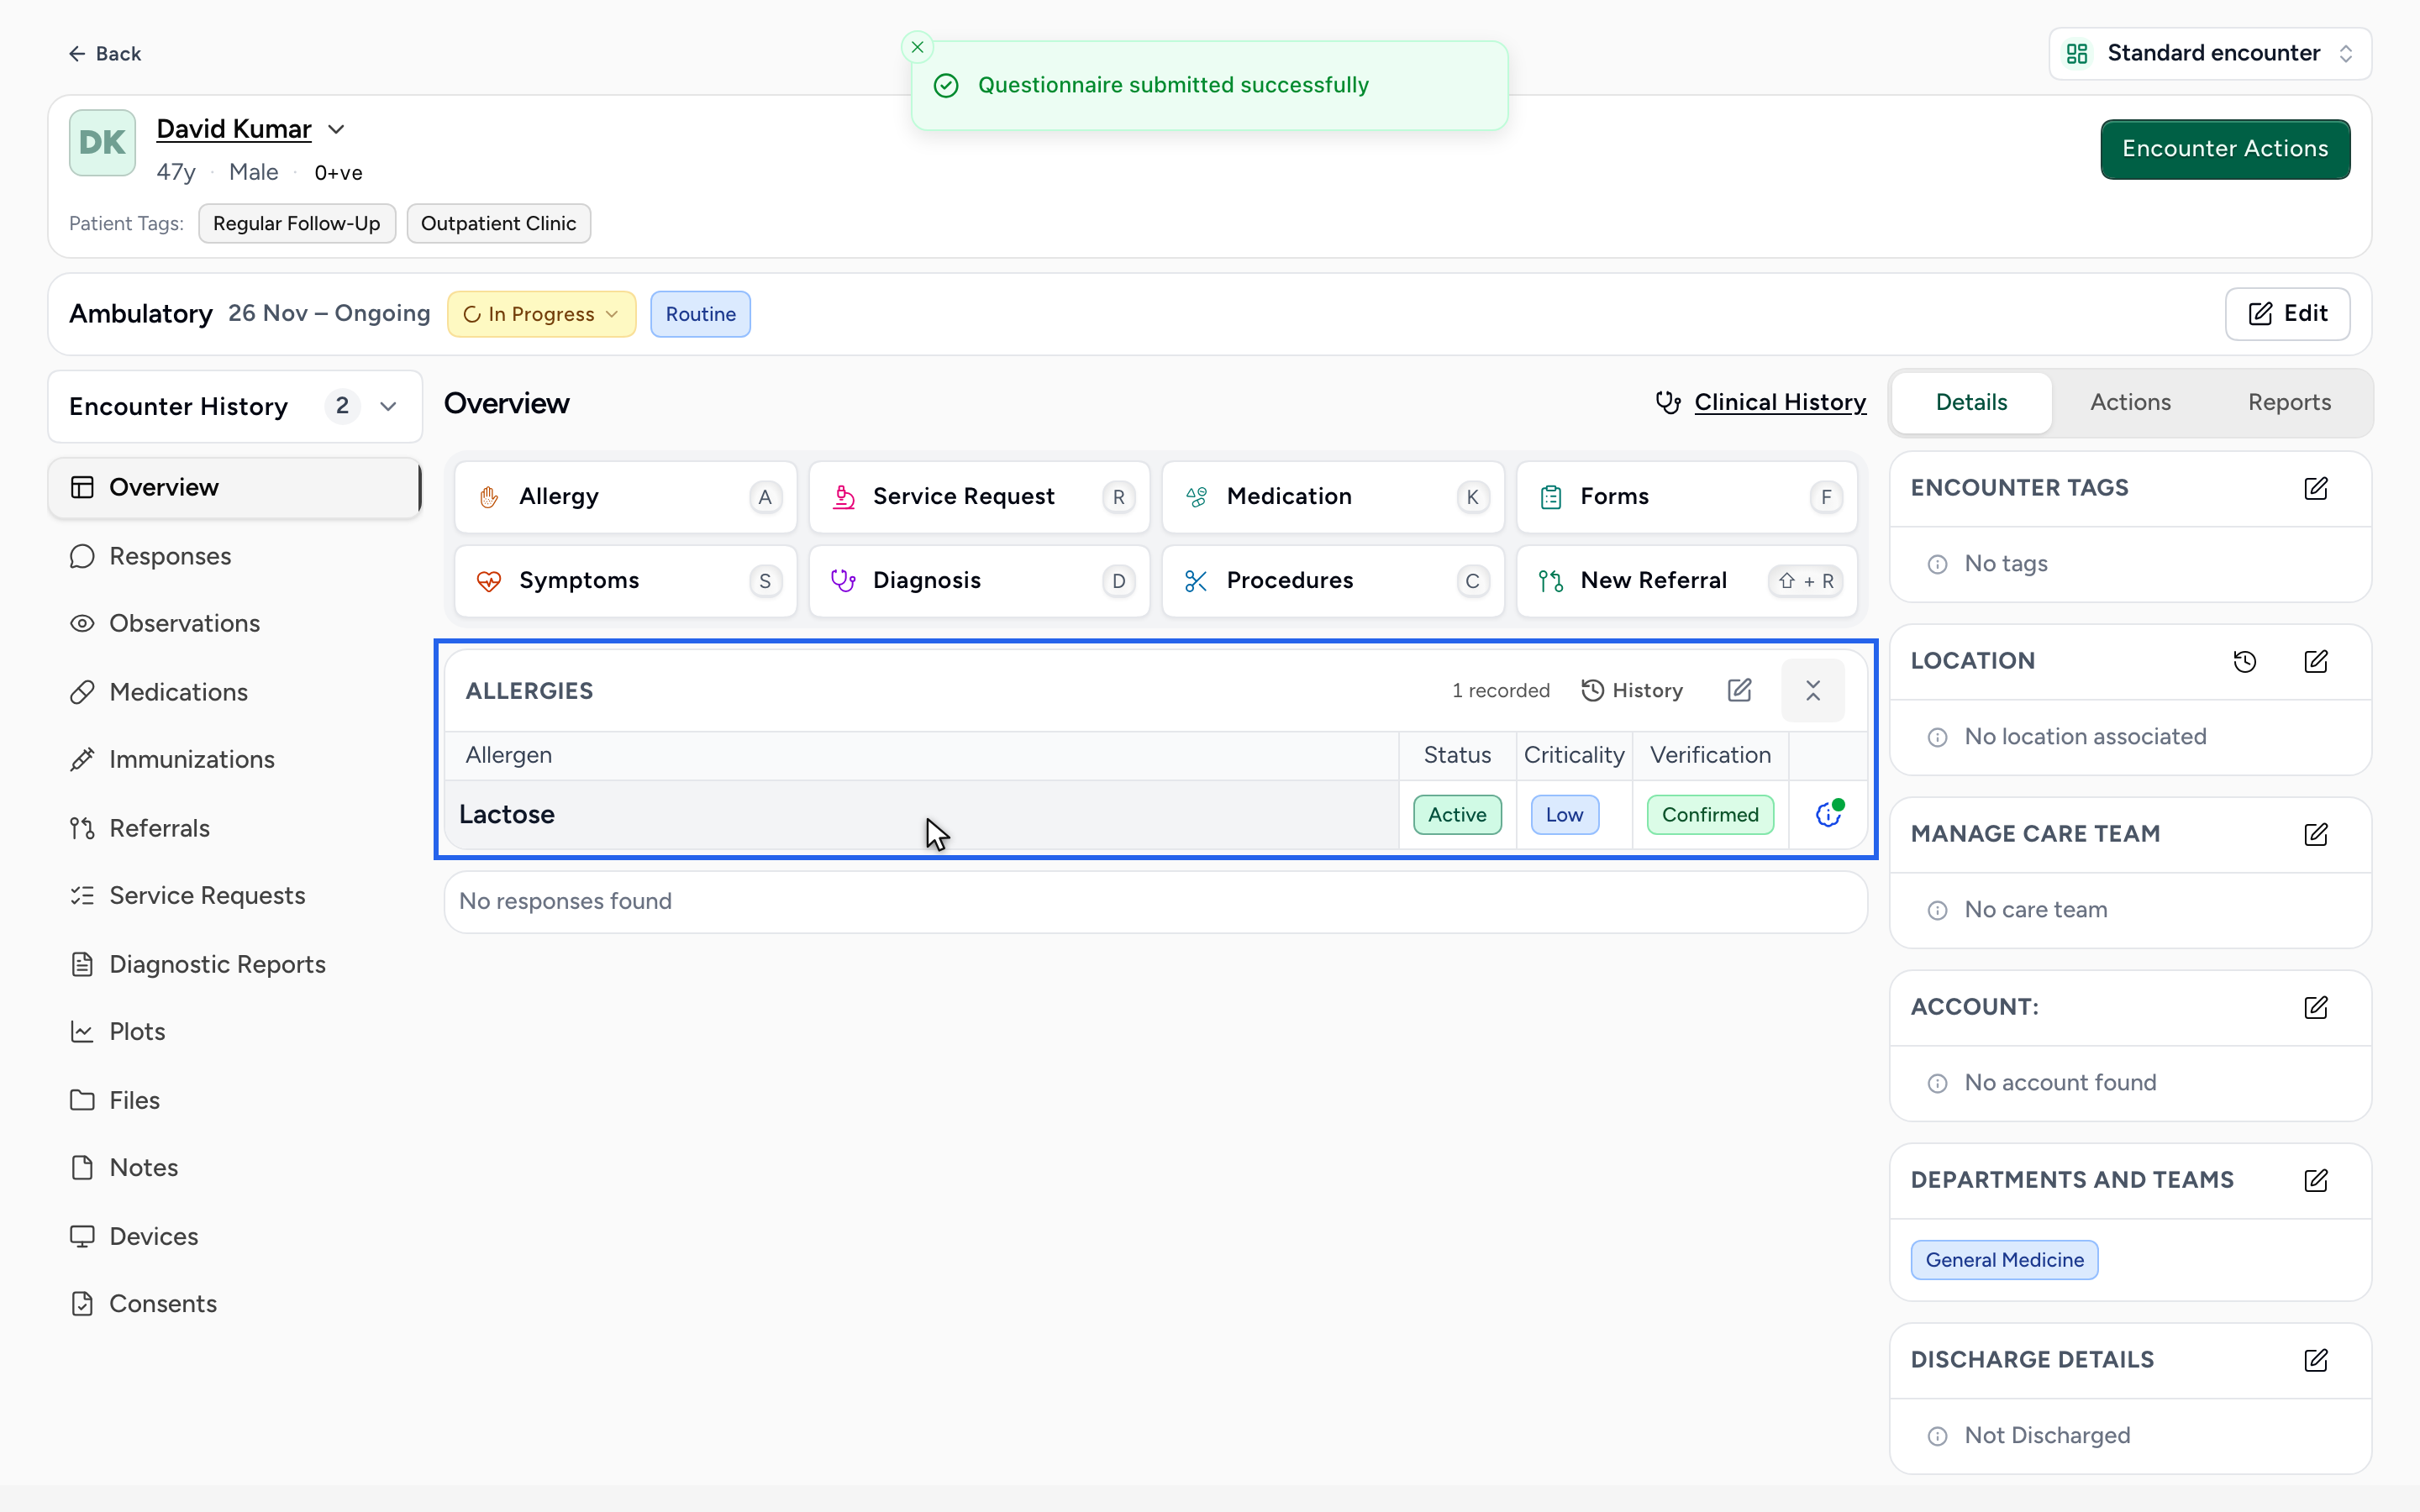 Back
Questionnaire submitted successfully
Standard encounter
DK
David Kumar
47y · Male · 0+ve
Encounter Actions
Patient Tags: Regular Follow-Up Outpatient Clinic
Ambulatory 26 Nov – Ongoing In Progress Routine
Edit
Encounter History 2
Overview
Responses
Observations
Medications
Immunizations
Referrals
Service Requests
Diagnostic Reports
Plots
Files
Notes
Devices
Consents
Overview
Clinical History
Allergy A
Service Request R
Medication K
Forms F
Symptoms S
Diagnosis D
Procedures C
New Referral ⇧ + R
ALLERGIES
1 recorded History
Allergen Status Criticality Verification
Lactose Active Low Confirmed
No responses found
Details Actions Reports
ENCOUNTER TAGS
No tags
LOCATION
No location associated
MANAGE CARE TEAM
No care team
ACCOUNT:
No account found
DEPARTMENTS AND TEAMS
General Medicine
DISCHARGE DETAILS
Not Discharged